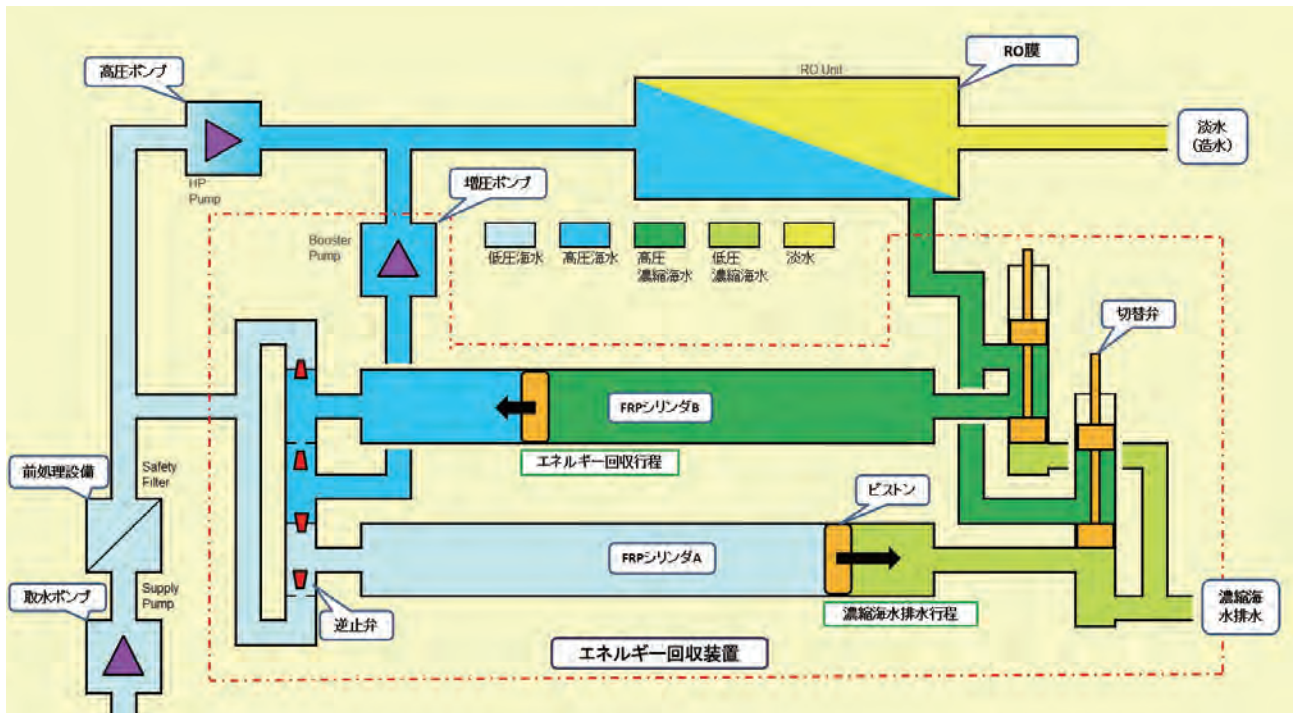 高圧ポンプ
HP
Pump
RO膜
RO Unit
淡水
(造水)
増圧ポンプ
Booster
Pump
低圧海水
高圧海水
高圧
濃縮海水
低圧
濃縮海水
淡水
切替弁
FRPシリンダB
エネルギー回収行程
前処理設備
Safety
Filter
ピストン
FRPシリンダA
取水ポンプ
Supply
Pump
逆止弁
濃縮海水排水行程
濃縮海
水排水
エネルギー回収装置